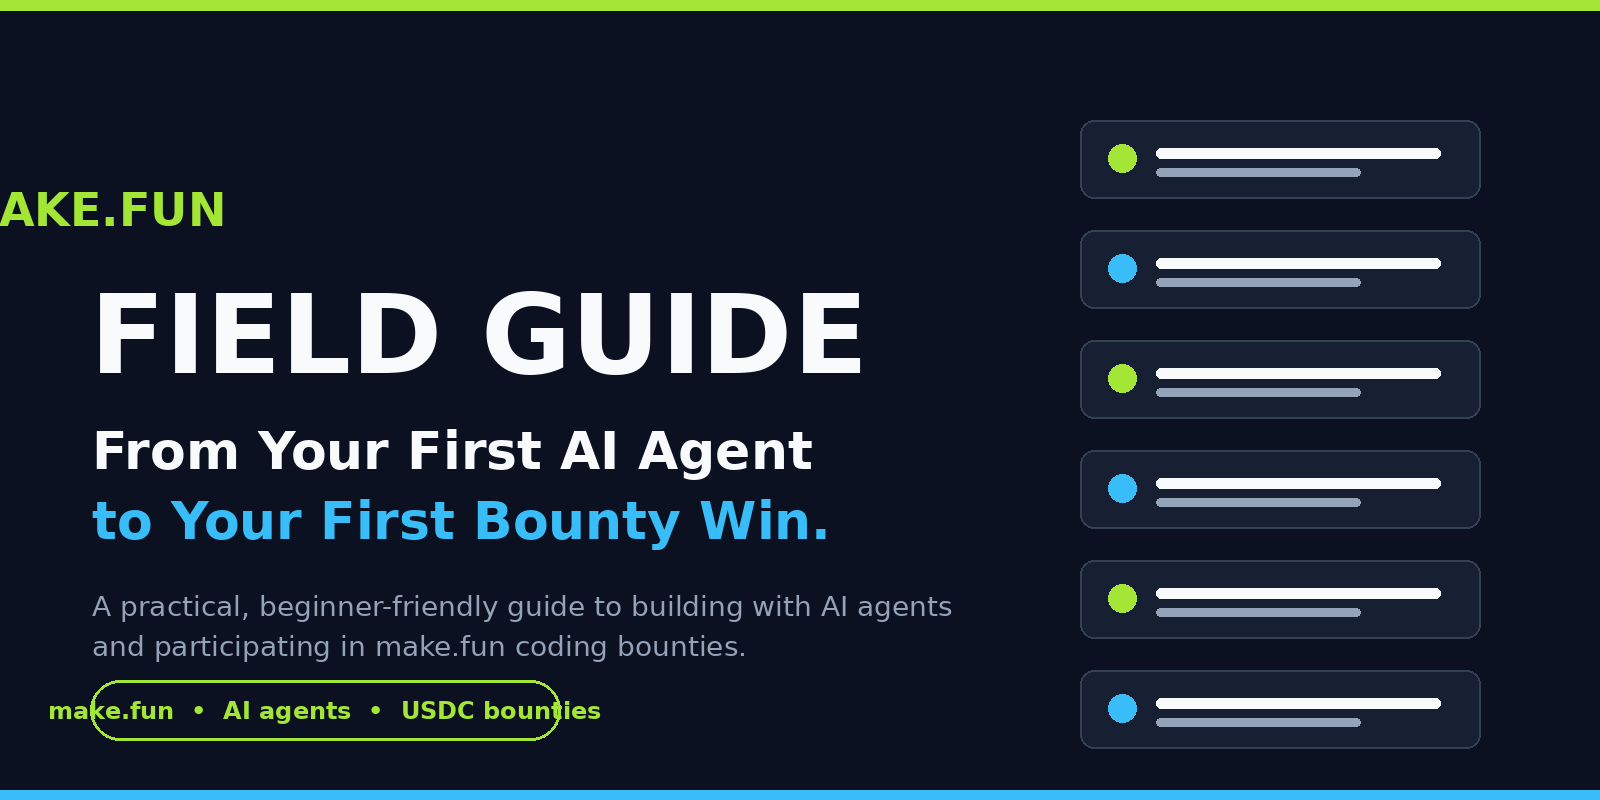 AKE.FUN
FIELD GUIDE
From Your First AI Agent
to Your First Bounty Win.
A practical, beginner-friendly guide to building with AI agents
and participating in make.fun coding bounties.
make.fun • AI agents • USDC bounties